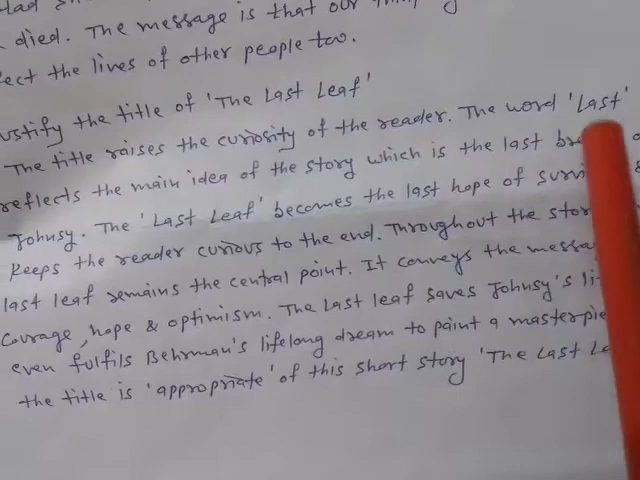 died. The message is that our
ect the lives of other people too.
ustify the title of 'The Last Leaf'
The title raises the curiosity of the reader. The word 'Last'
reflects the main idea of the story which is the last
Johnsy. The 'Last Leaf' becomes the last hope of
keeps the reader curious to the end. Throughout the
last leaf remains the central point. It conveys the
Courage, hope & optimism. The Last leaf saves Johnsy's
even fulfils Behrman's lifelong dream to paint a
the title is 'appropriate' of this short story 'The Last